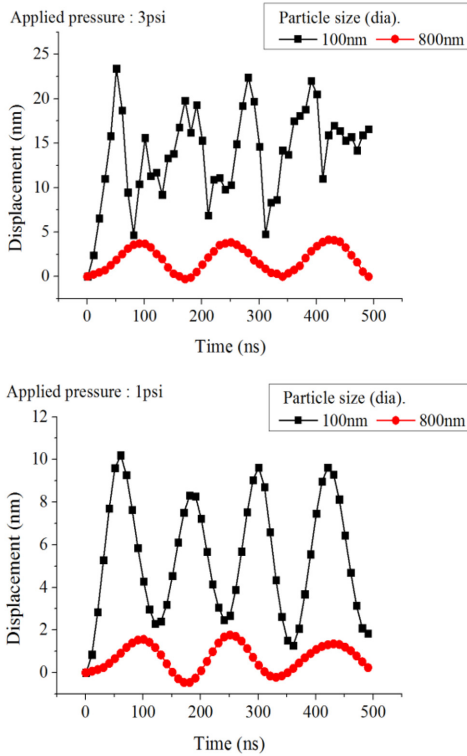 Applied pressure : 3psi
Particle size (dia).
100nm 800nm
25
20
15
10
5
0
Displacement (nm)
0 100 200 300 400 500
Time (ns)
Applied pressure : 1psi
Particle size (dia).
100nm 800nm
12
10
8
6
4
2
0
Displacement (nm)
0 100 200 300 400 500
Time (ns)